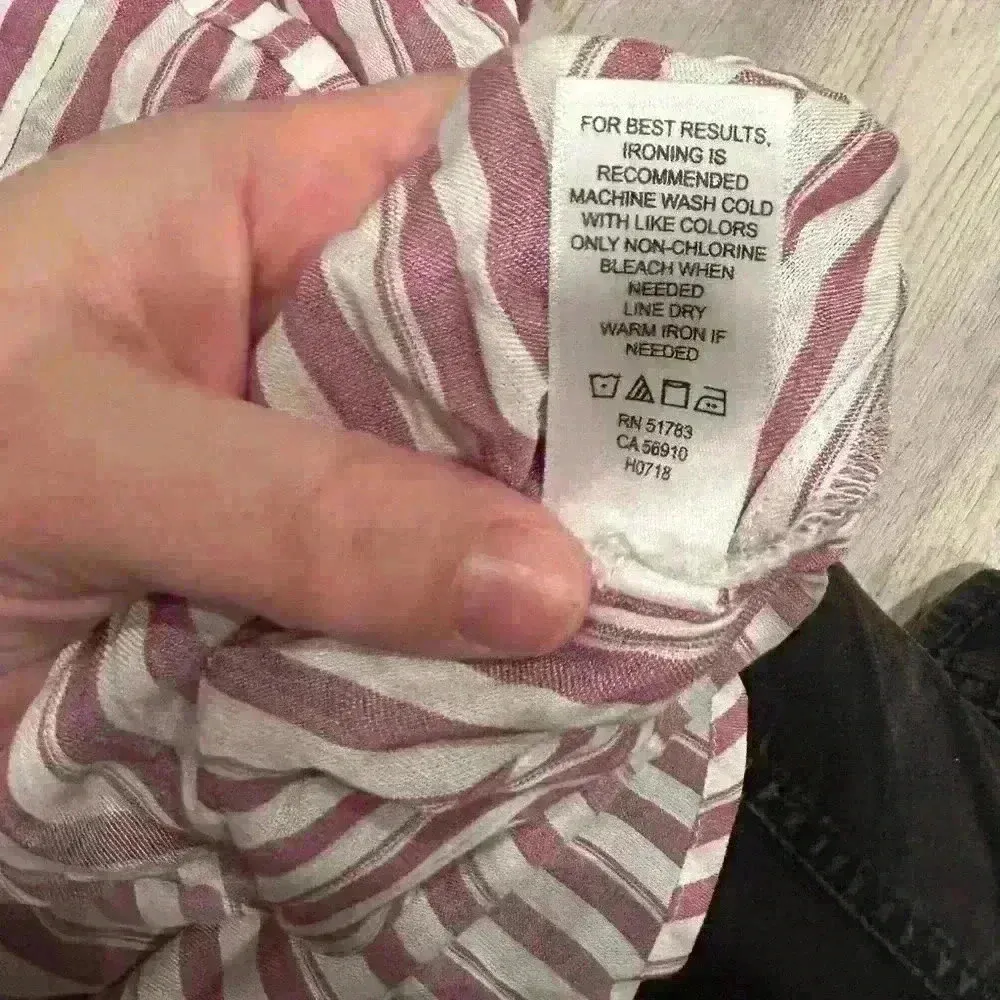 FOR BEST RESULTS,
IRONING IS
RECOMMENDED
MACHINE WASH COLD
WITH LIKE COLORS
ONLY NON-CHLORINE
BLEACH WHEN
NEEDED
LINE DRY
WARM IRON IF
NEEDED
RN 51783
CA 56910
H0718